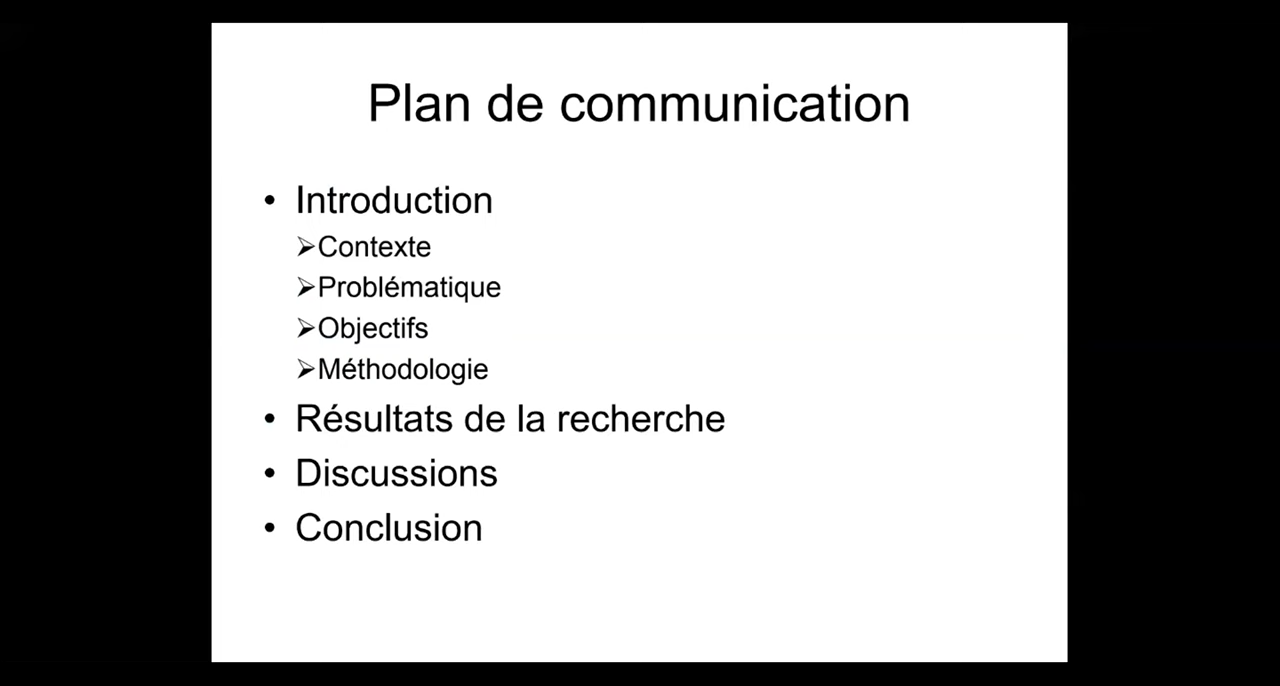 Plan de communication
• Introduction
➢Contexte
➢Problématique
➢Objectifs
➢Méthodologie
• Résultats de la recherche
• Discussions
• Conclusion